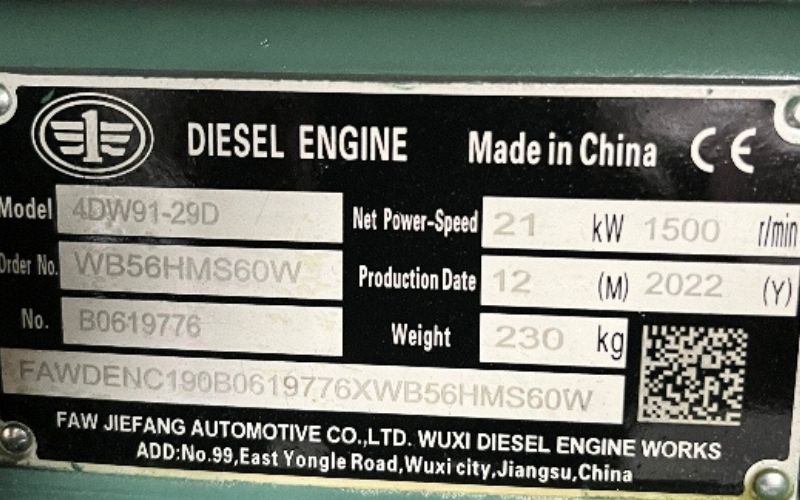 1 DIESEL ENGINE Made in China CE
Model 4DW91-29D Net Power-Speed 21 kW 1500 r/min
Order No. WB56HMS60W Production Date 12 (M) 2022 (Y)
No. B0619776 Weight 230 kg
FAWDENC190B0619776XWB56HMS60W
FAW JIEFANG AUTOMOTIVE CO.,LTD. WUXI DIESEL ENGINE WORKS
ADD:No.99,East Yongle Road,Wuxi city,Jiangsu,China